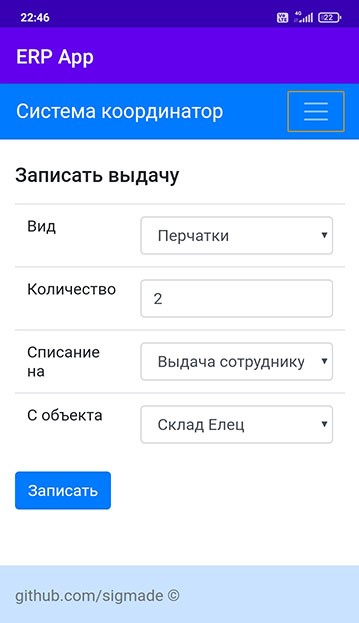 22:46
4G
22
ERP App
Система координатор
Записать выдачу
Вид
Перчатки
Количество
2
Списание
на
Выдача сотруднику
С объекта
Склад Елец
Записать
github.com/sigmade ©